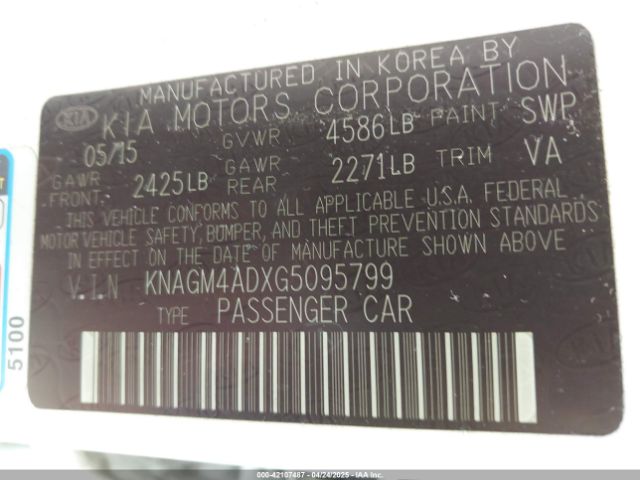 MANUFACTURED IN KOREA BY
KIA KIA MOTORS CORPORATION
05/15 GVWR 4586LB PAINT SWP
GAWR FRONT 2425LB GAWR REAR 2271LB TRIM VA
THIS VEHICLE CONFORMS TO ALL APPLICABLE U.S.A. FEDERAL
MOTOR VEHICLE SAFETY, BUMPER, AND THEFT PREVENTION STANDARDS
IN EFFECT ON THE DATE OF MANUFACTURE SHOWN ABOVE
V.I.N KNAGM4ADXG5095799
TYPE PASSENGER CAR
5100
000-42107487 - 04/24/2025 - IAA Inc.